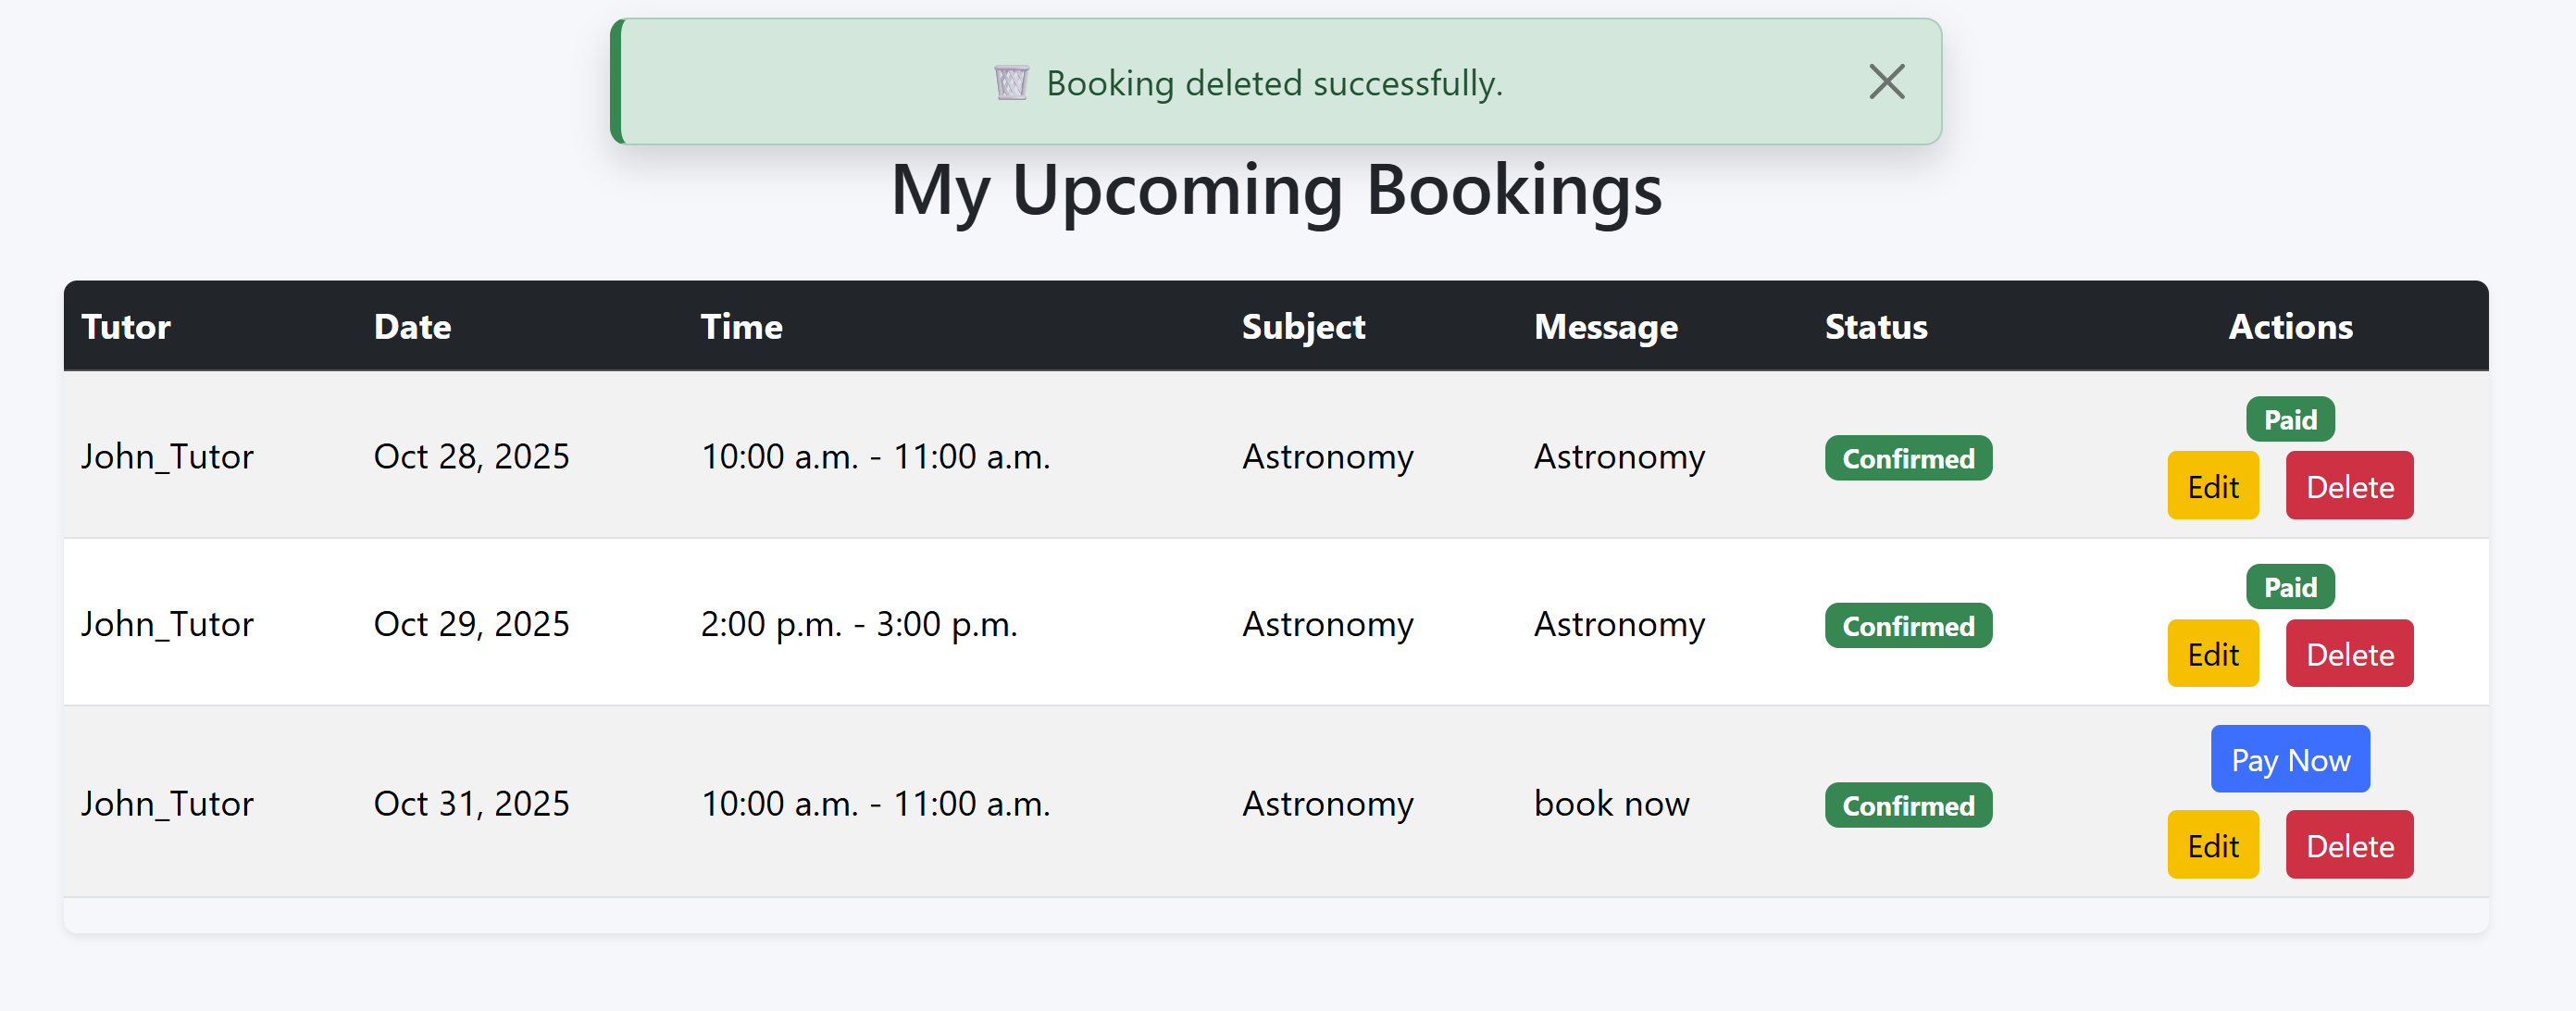 Booking deleted successfully.
My Upcoming Bookings
Tutor Date Time Subject Message Status Actions
Paid
John_Tutor Oct 28, 2025 10:00 a.m. - 11:00 a.m. Astronomy Astronomy Confirmed
Edit Delete
Paid
John_Tutor Oct 29, 2025 2:00 p.m. - 3:00 p.m. Astronomy Astronomy Confirmed
Edit Delete
Pay Now
John_Tutor Oct 31, 2025 10:00 a.m. - 11:00 a.m. Astronomy book now Confirmed
Edit Delete